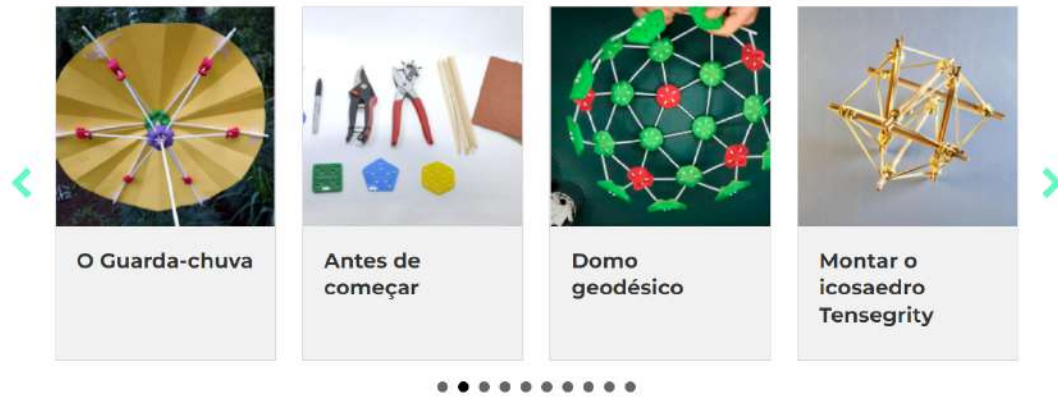 O Guarda-chuva
Antes de
começar
Domo
geodésico
Montar o
icosaedro
Tensegrity